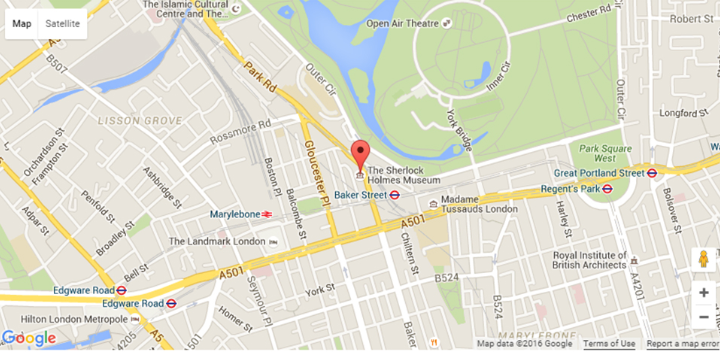 The Islamic Cultural
Centre and The...
Map
Satellite
Open Air Theatre
Chester Rd
Robert St
B507
Park Rd
Outer Cir
Inner Cir
York Bridge
Outer Cir
Longford St
LISSON GROVE
Rossmore Rd
Orchardson St
Frampton St
Ashbridge St
Boston Pl
Gloucester Pl
The Sherlock
Holmes Museum
Park Square
West
Great Portland Street
Regent's Park
Baker Street
Madame
Tussauds London
Penfold St
Adpar St
Broadley St
Balcombe St
Marylebone
A501
Harley St
Bolsover St
The Landmark London
Chiltern St
Royal Institute of
British Architects
Bell St
A501
B524
A4201
Edgware Road
Edgware Road
Seymour Pl
York St
B524
Hilton London Metropole
A5
Homer St
A4205
Baker
MARYLEBONE
Google
Map data ©2016 Google
Terms of Use
Report a map error